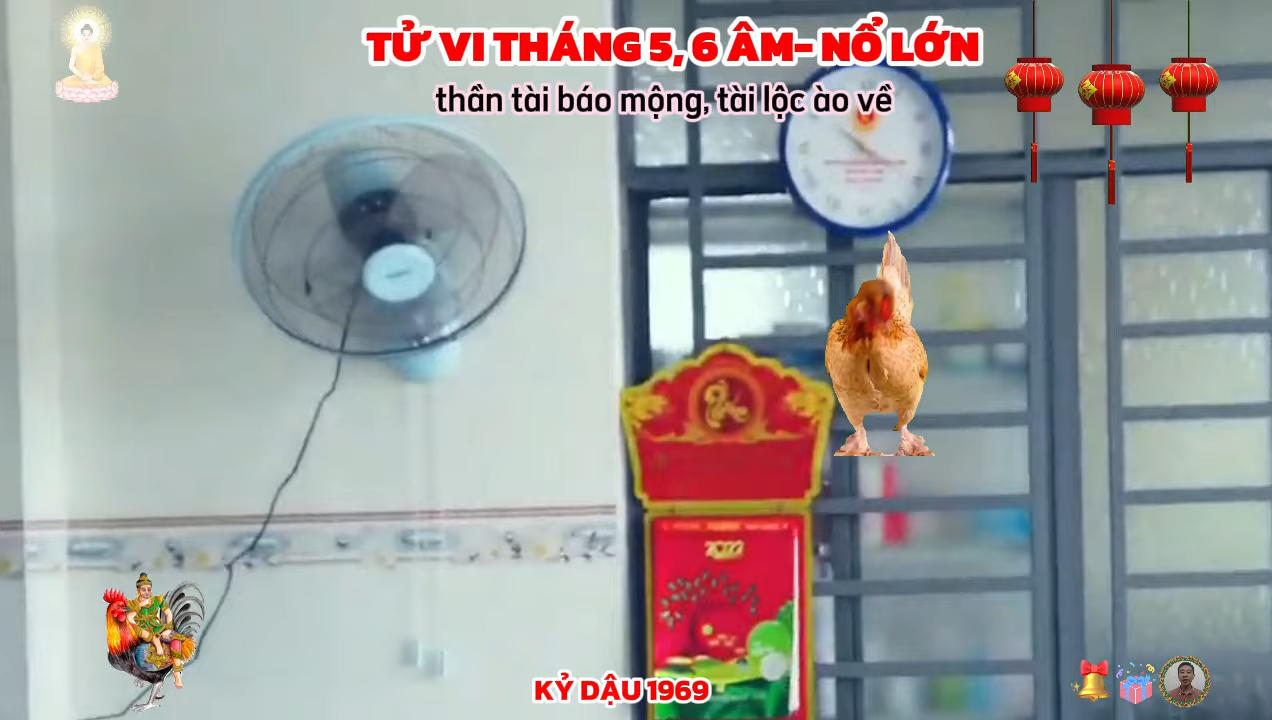 TỬ VI THÁNG 5, 6 ÂM- NỔ LỚN
thần tài báo mộng, tài lộc ào về
KỶ DẬU 1969